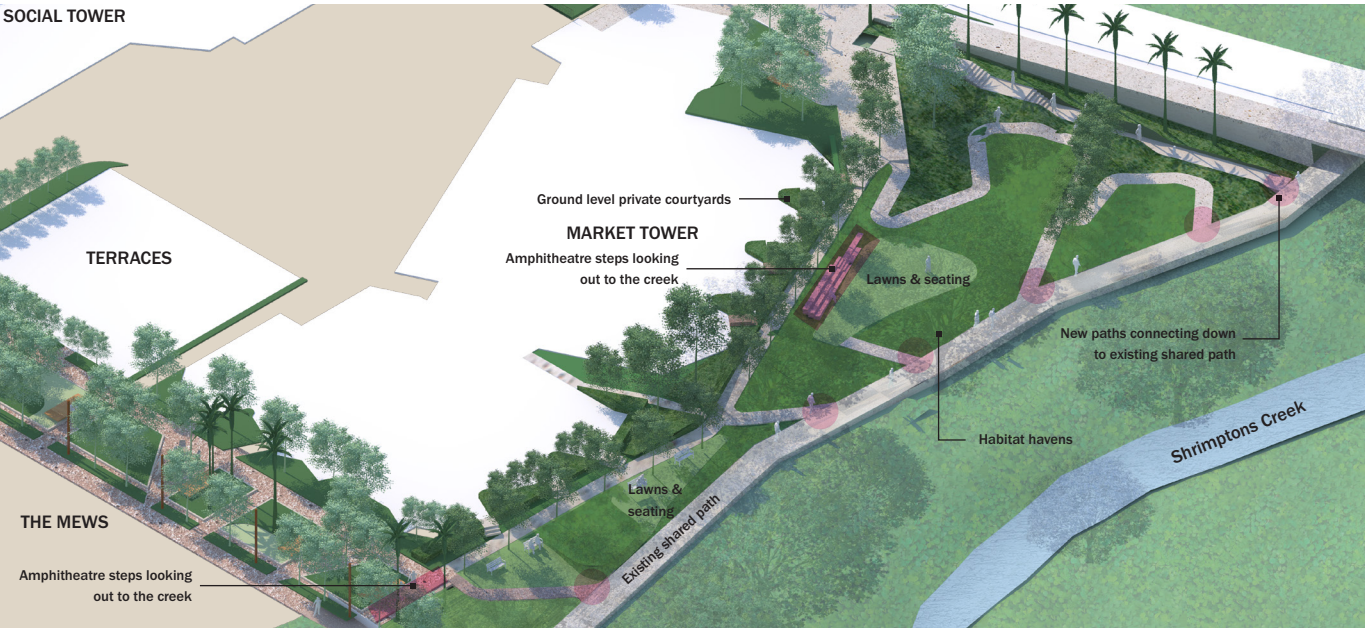 SOCIAL TOWER
Ground level private courtyards
MARKET TOWER
TERRACES
Amphitheatre steps looking
out to the creek
Lawns & seating
New paths connecting down
to existing shared path
Shrimptons Creek
Habitat havens
Lawns &
seating
Existing shared path
THE MEWS
Amphitheatre steps looking
out to the creek